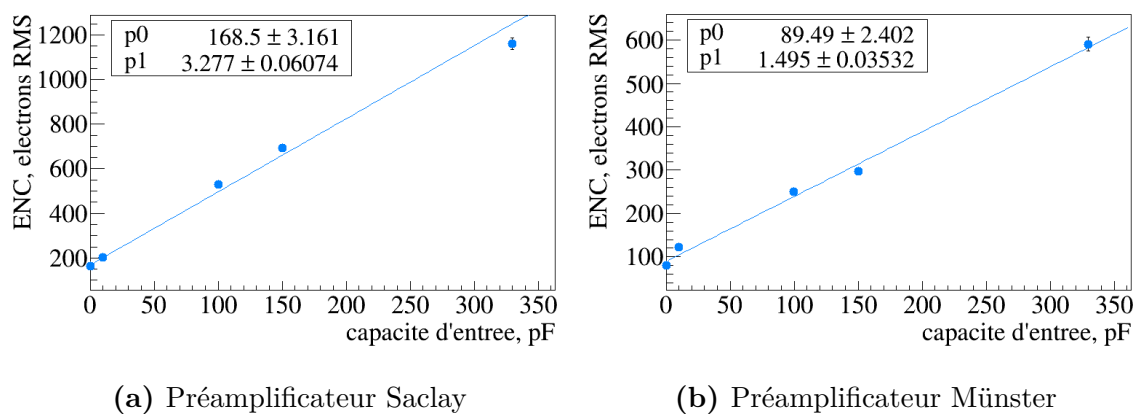 p0 168.5 ± 3.161
p1 3.277 ± 0.06074
ENC, electrons RMS
1200
1000
800
600
400
200
0 50 100 150 200 250 300 350
capacite d'entree, pF
(a) Préamplificateur Saclay
p0 89.49 ± 2.402
p1 1.495 ± 0.03532
ENC, electrons RMS
600
500
400
300
200
100
0 50 100 150 200 250 300 350
capacite d'entree, pF
(b) Préamplificateur Münster